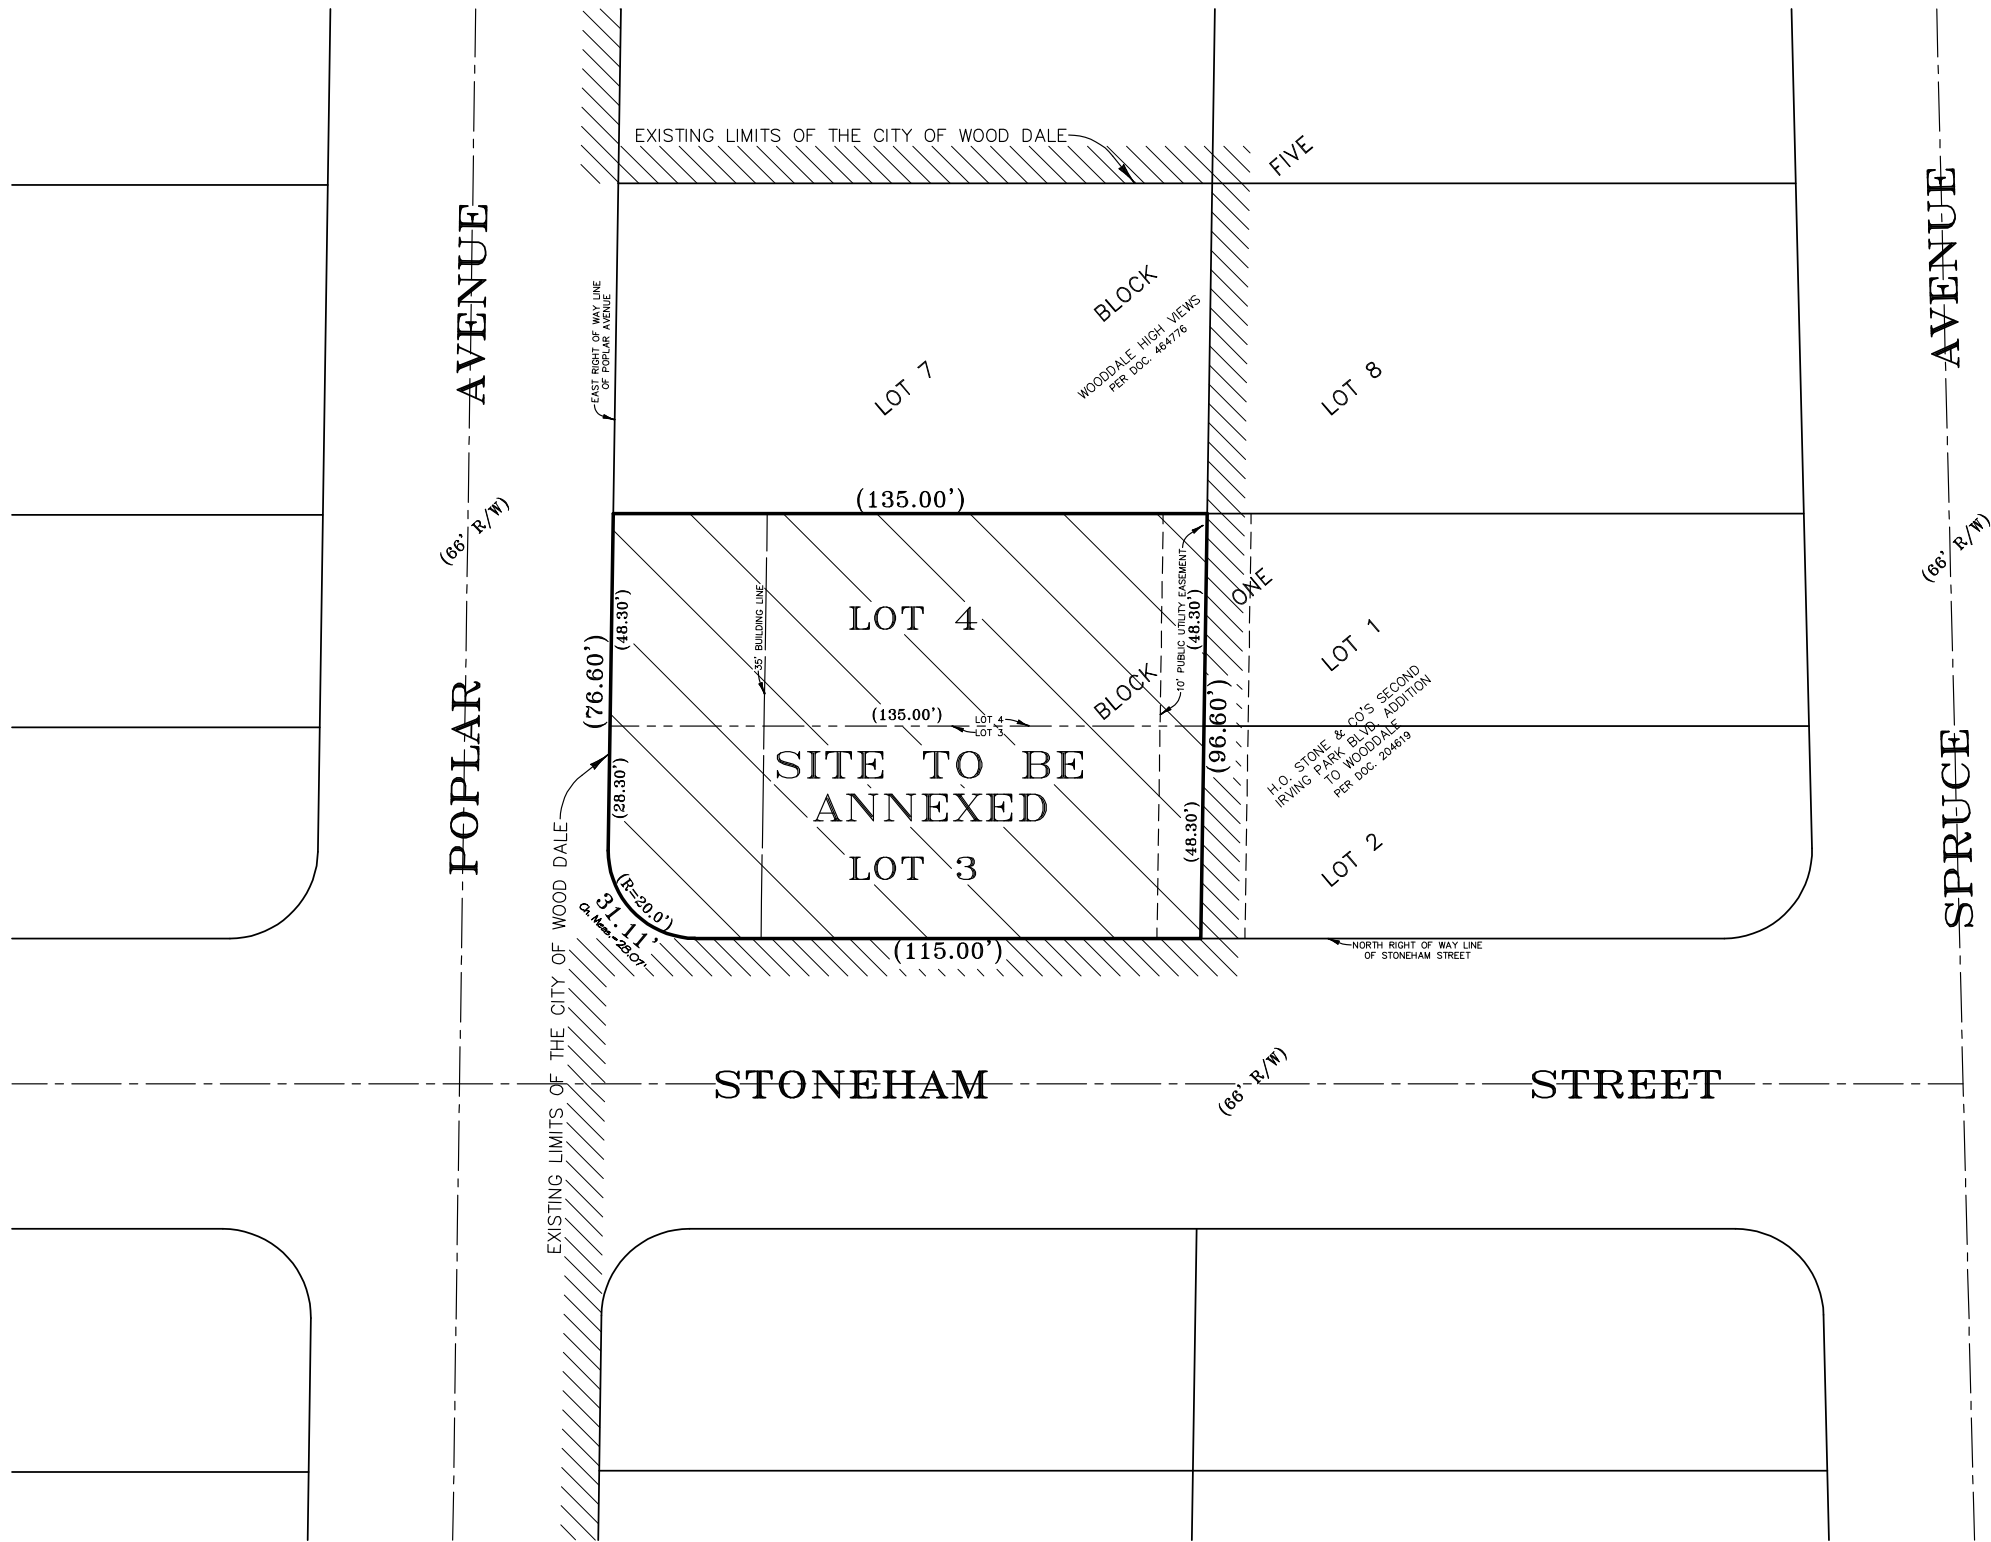 EXISTING LIMITS OF THE CITY OF WOOD DALE
FIVE
AVENUE
AVENUE
EAST RIGHT OF WAY LINE
OF POPLAR AVENUE
BLOCK
WOODDALE HIGH VIEWS
PER DOC. 464776
LOT 7
LOT 8
(135.00')
(66' R/W)
(66' R/W)
10' PUBLIC UTILITY EASEMENT
ONE
(48.30')
LOT 4
(48.30')
35' BUILDING LINE
LOT 1
(76.60')
BLOCK
(96.60')
H.O. STONE & CO'S SECOND
IRVING PARK BLVD. ADDITION
TO WOODDALE
PER DOC. 204619
(135.00')
LOT 4
LOT 3
POPLAR
SPRUCE
SITE TO BE
ANNEXED
(28.30')
(48.30')
LOT 3
LOT 2
(R=20.0')
31.11'
Ch. Meas.=28.07'
(115.00')
NORTH RIGHT OF WAY LINE
OF STONEHAM STREET
EXISTING LIMITS OF THE CITY OF WOOD DALE
STONEHAM
(66' R/W)
STREET